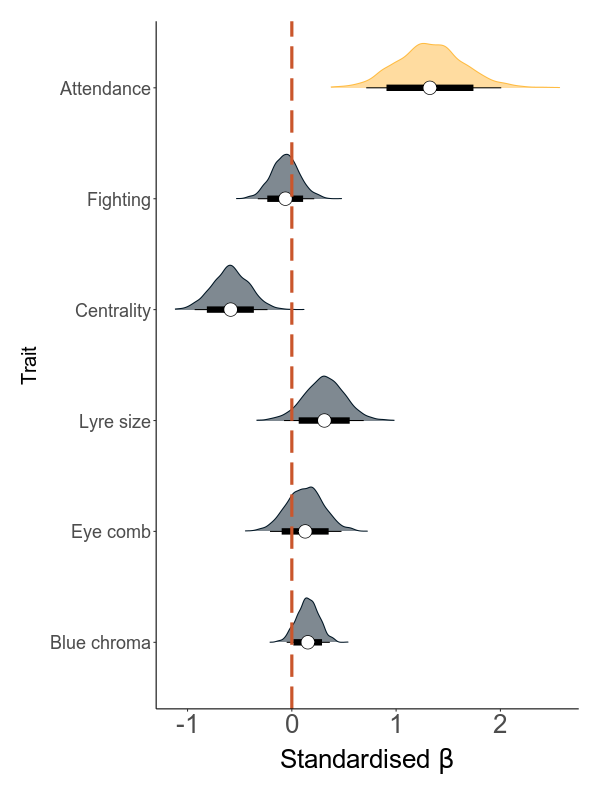 Attendance
Fighting
Centrality
Lyre size
Eye comb
Blue chroma
Trait
-1 0 1 2
Standardised β